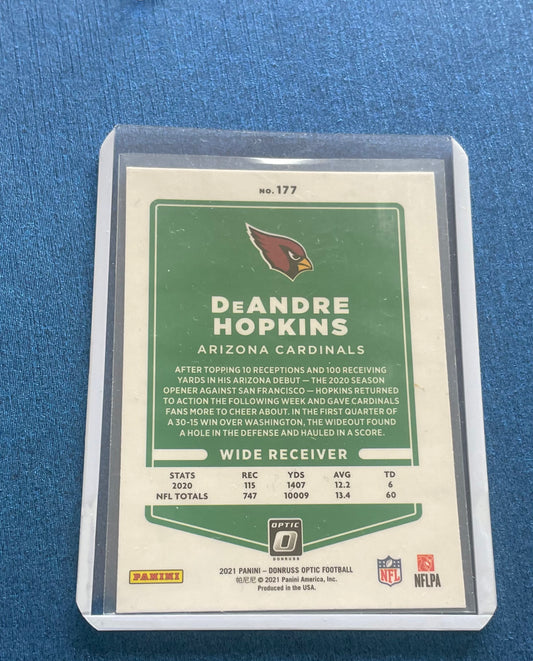 NO. 177
DeANDRE
HOPKINS
ARIZONA CARDINALS
AFTER TOPPING 10 RECEPTIONS AND 100 RECEIVING
YARDS IN HIS ARIZONA DEBUT — THE 2020 SEASON
OPENER AGAINST SAN FRANCISCO — HOPKINS RETURNED
TO ACTION THE FOLLOWING WEEK AND GAVE CARDINALS
FANS MORE TO CHEER ABOUT. IN THE FIRST QUARTER OF
A 30-15 WIN OVER WASHINGTON, THE WIDEOUT FOUND
A HOLE IN THE DEFENSE AND HAULED IN A SCORE.
WIDE RECEIVER
STATS REC YDS AVG TD
2020 115 1407 12.2 6
NFL TOTALS 747 10009 13.4 60
OPTIC
O
DONRUSS
2021 PANINI – DONRUSS OPTIC FOOTBALL
帕尼尼 © 2021 Panini America, Inc.
Produced in the USA.
PANINI
NFL
NFLPA